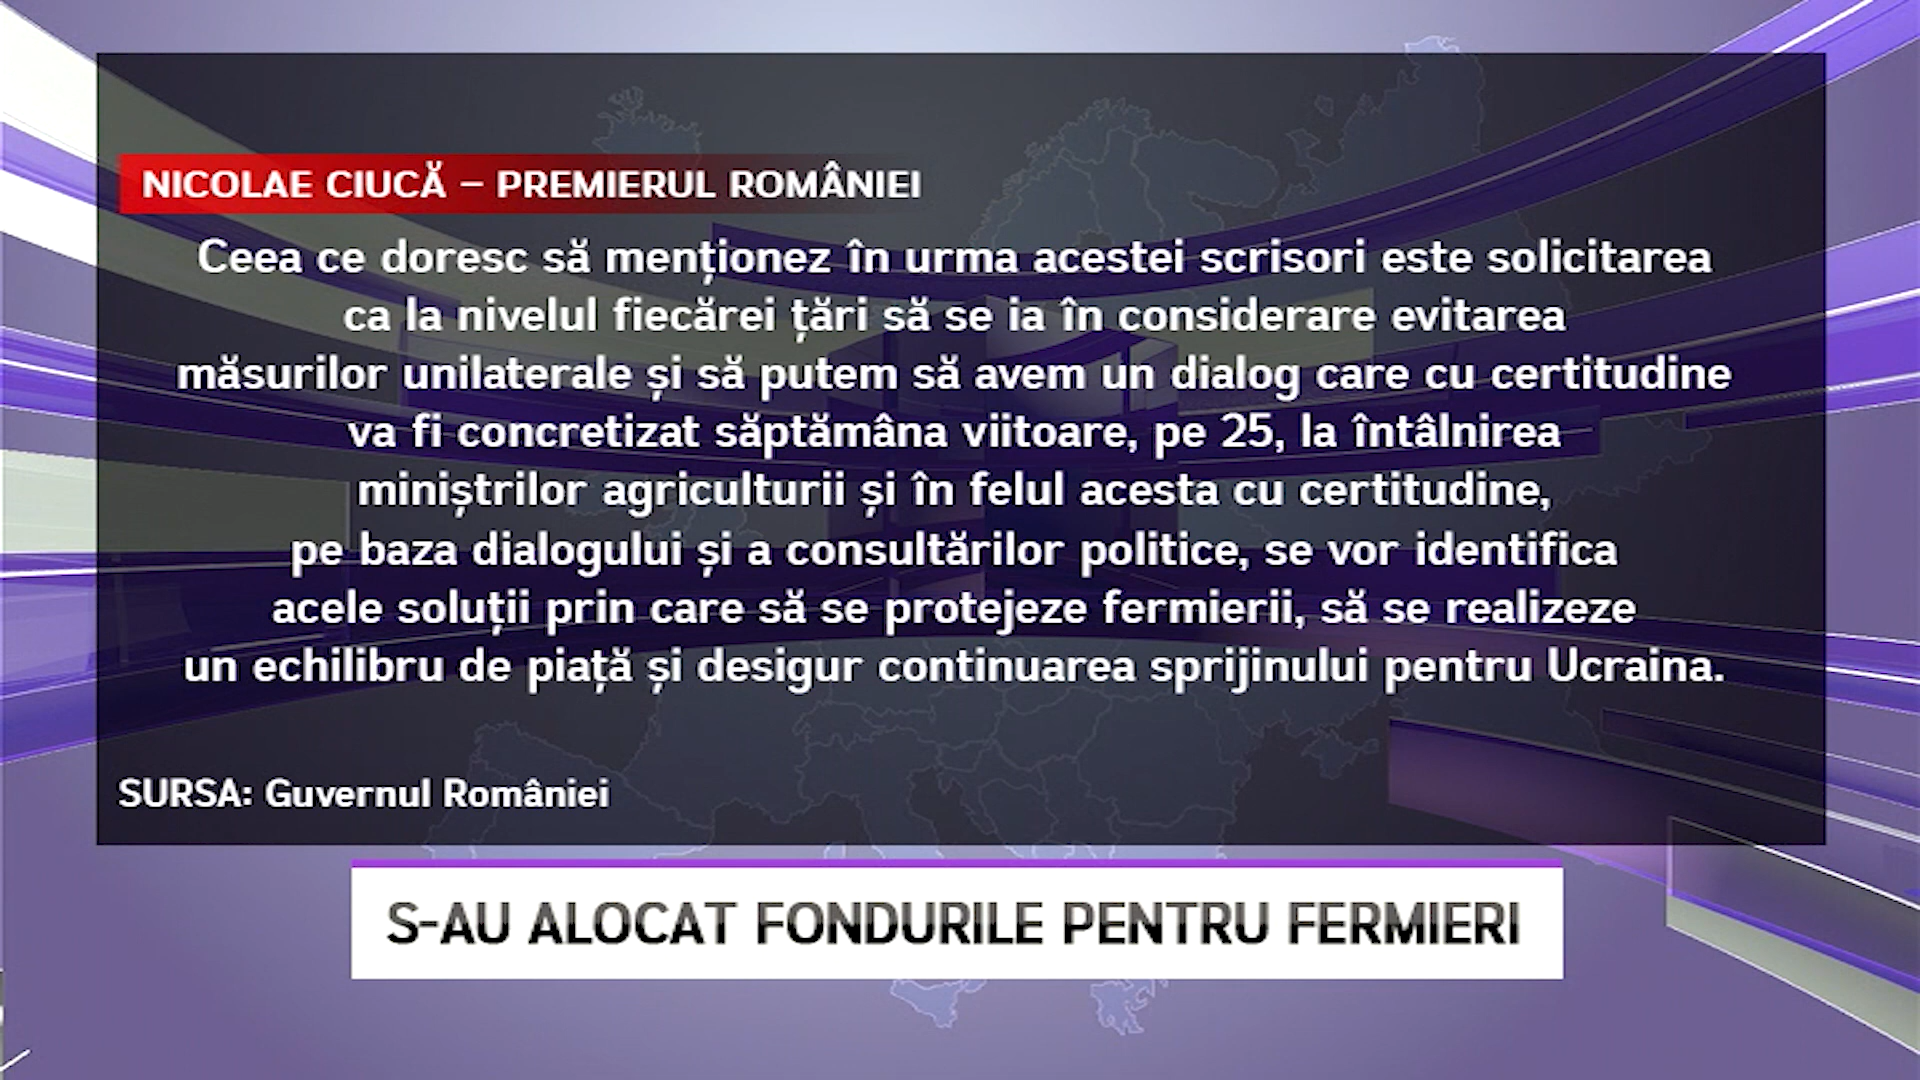 NICOLAE CIUCĂ – PREMIERUL ROMÂNIEI
Ceea ce doresc să menționez în urma acestei scrisori este solicitarea
ca la nivelul fiecărei țări să se ia în considerare evitarea
măsurilor unilaterale și să putem să avem un dialog care cu certitudine
va fi concretizat săptămâna viitoare, pe 25, la întâlnirea
miniștrilor agriculturii și în felul acesta cu certitudine,
pe baza dialogului și a consultărilor politice, se vor identifica
acele soluții prin care să se protejeze fermierii, să se realizeze
un echilibru de piață și desigur continuarea sprijinului pentru Ucraina.
SURSA: Guvernul României
S-AU ALOCAT FONDURILE PENTRU FERMIERI